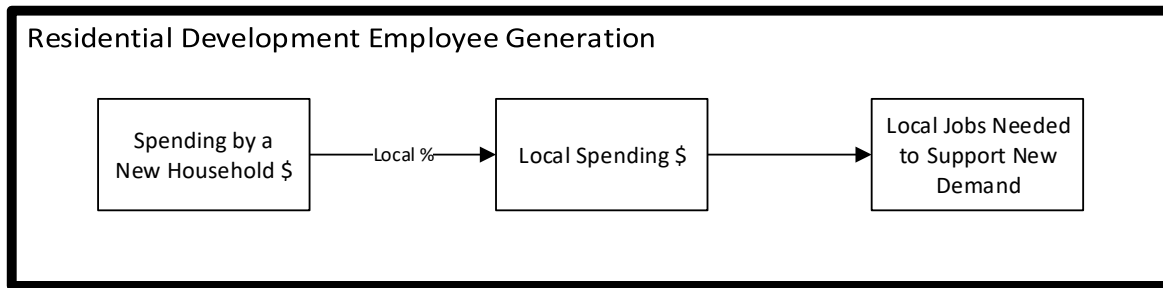 Residential Development Employee Generation
Spending by a
New Household $
Local %
Local Spending $
Local Jobs Needed
to Support New
Demand